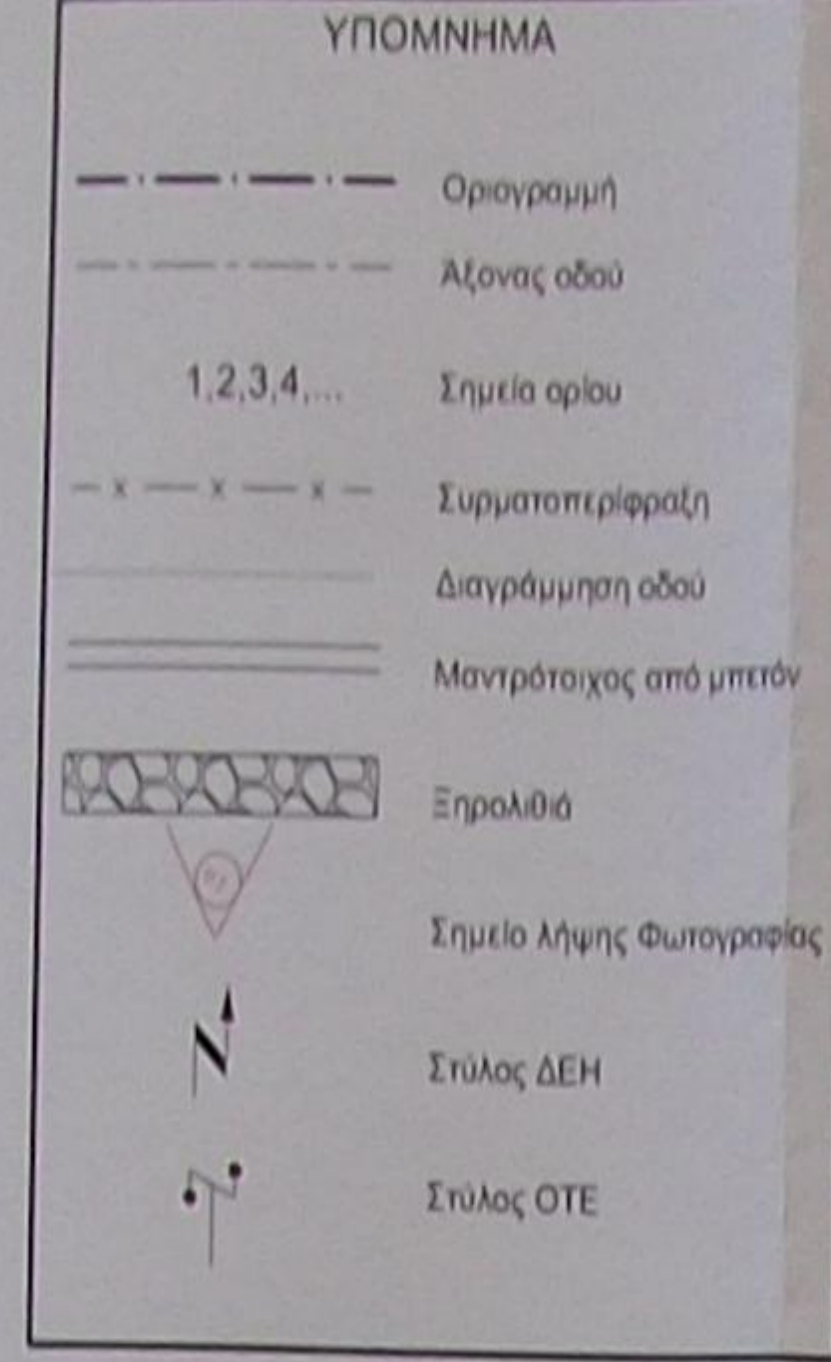 ΥΠΟΜΝΗΜΑ
Οριογραμμή
Άξονας οδού
1,2,3,4,... Σημεία ορίου
x x x Συρματοπερίφραξη
Διαγράμμηση οδού
Μαντρότοιχος από μπετόν
Ξηρολιθιά
Σημείο λήψης Φωτογραφίας
Στύλος ΔΕΗ
Στύλος ΟΤΕ